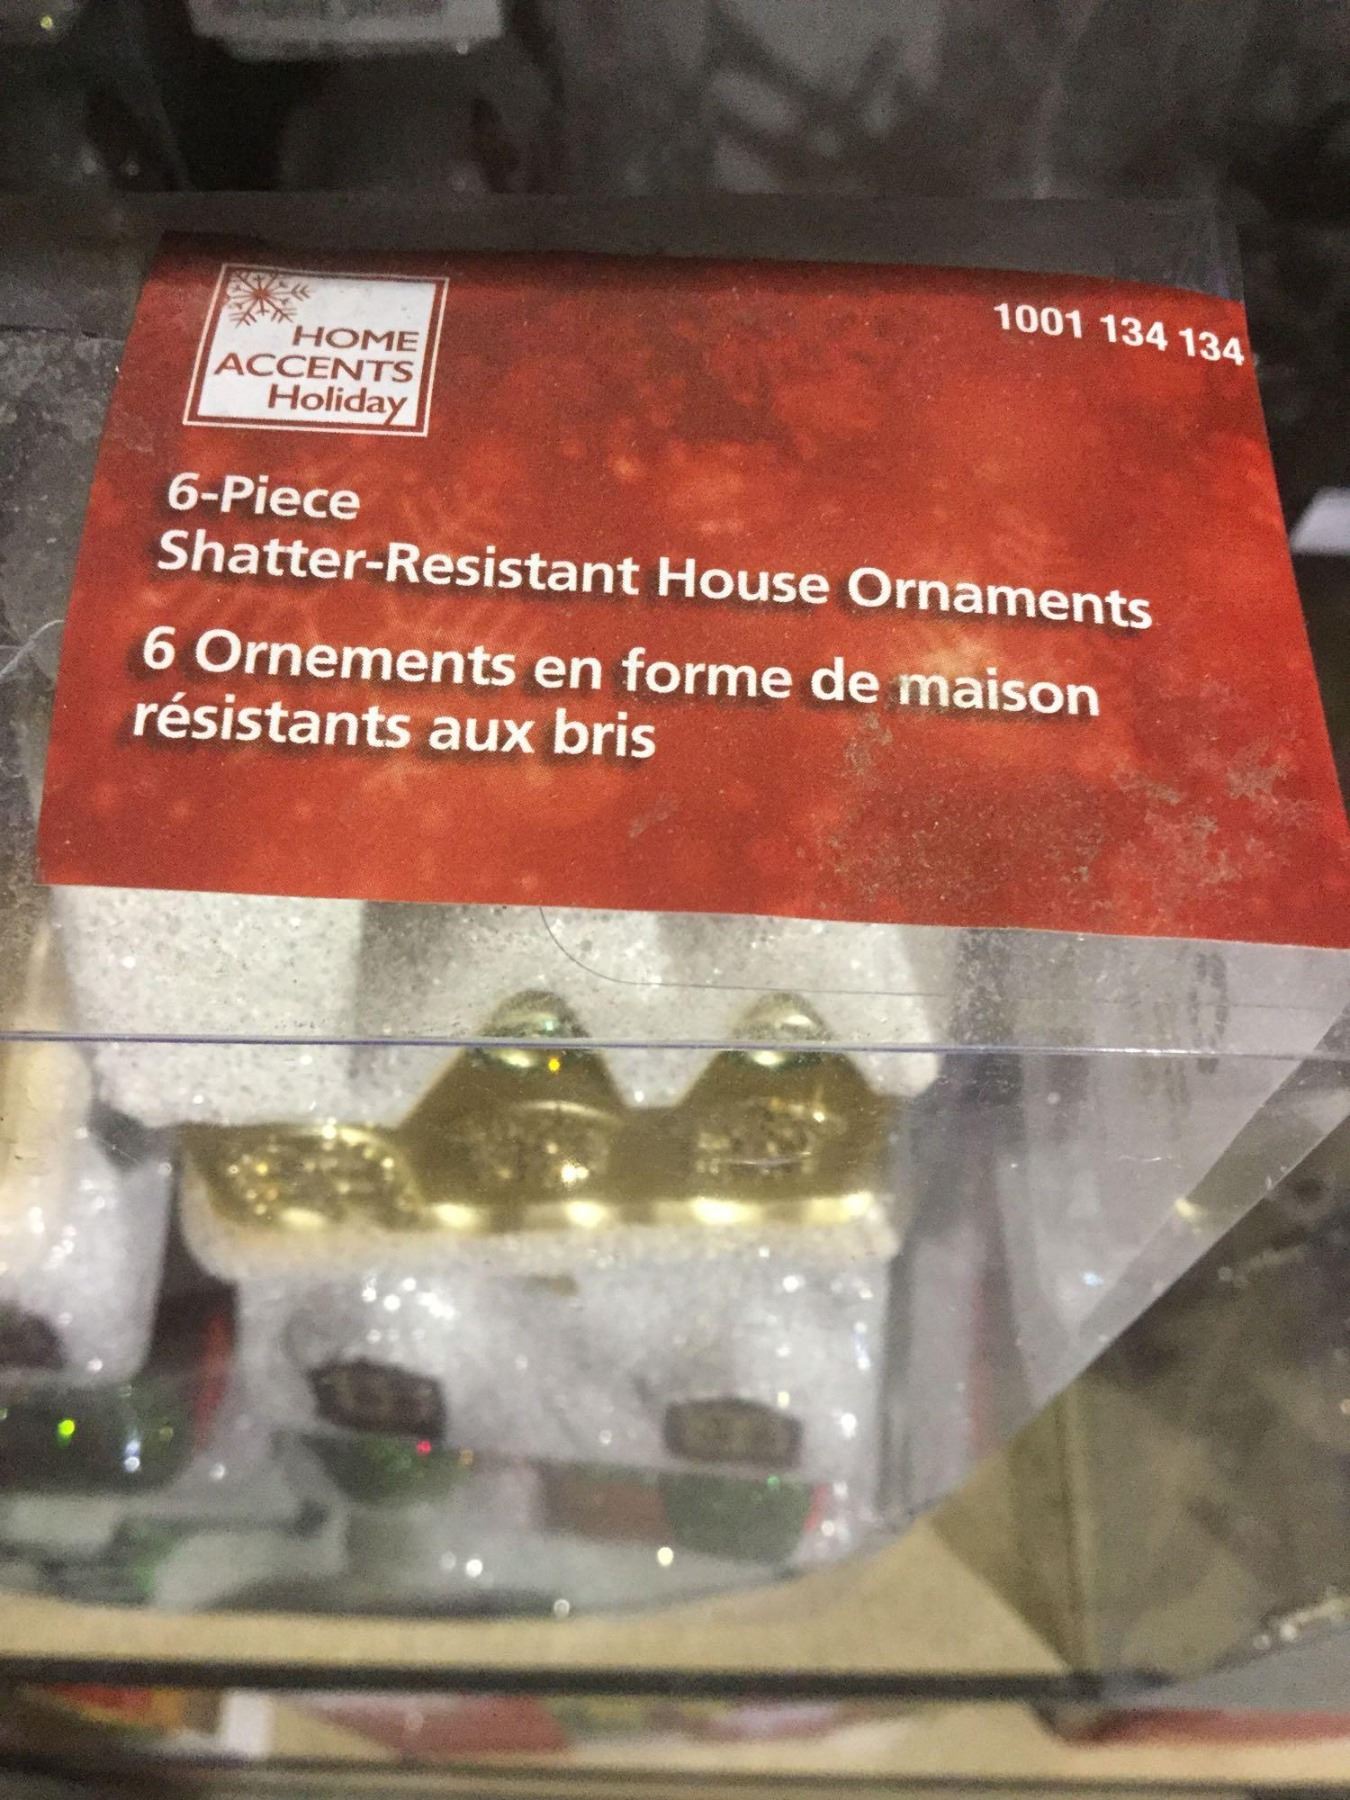 HOME
ACCENTS
Holiday
1001 134 134
6-Piece
Shatter-Resistant House Ornaments
6 Ornements en forme de maison
résistants aux bris